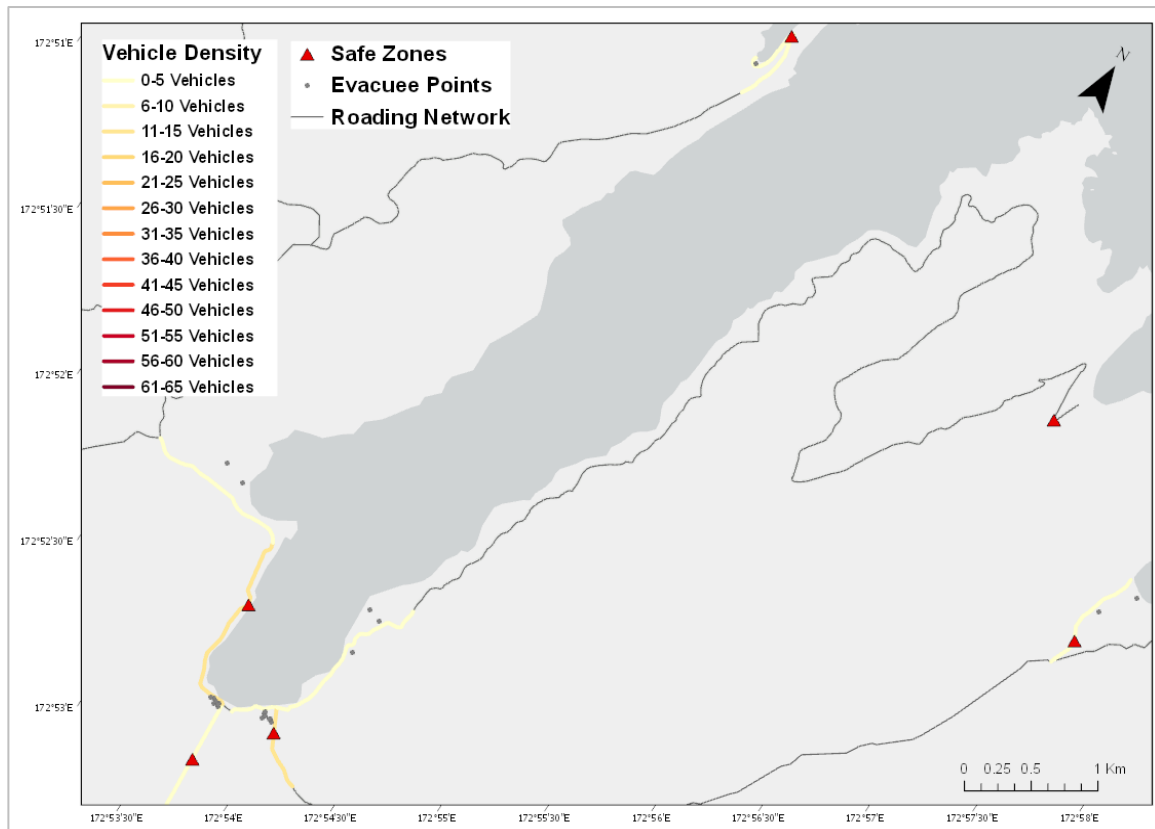 Vehicle Density
0-5 Vehicles
6-10 Vehicles
11-15 Vehicles
16-20 Vehicles
21-25 Vehicles
26-30 Vehicles
31-35 Vehicles
36-40 Vehicles
41-45 Vehicles
46-50 Vehicles
51-55 Vehicles
56-60 Vehicles
61-65 Vehicles
Safe Zones
Evacuee Points
Roading Network
N
172°51'E
172°51'30"E
172°52'E
172°52'30"E
172°53'E
0 0.25 0.5 1 Km
172°53'30"E 172°54'E 172°54'30"E 172°55'E 172°55'30"E 172°56'E 172°56'30"E 172°57'E 172°57'30"E 172°58'E